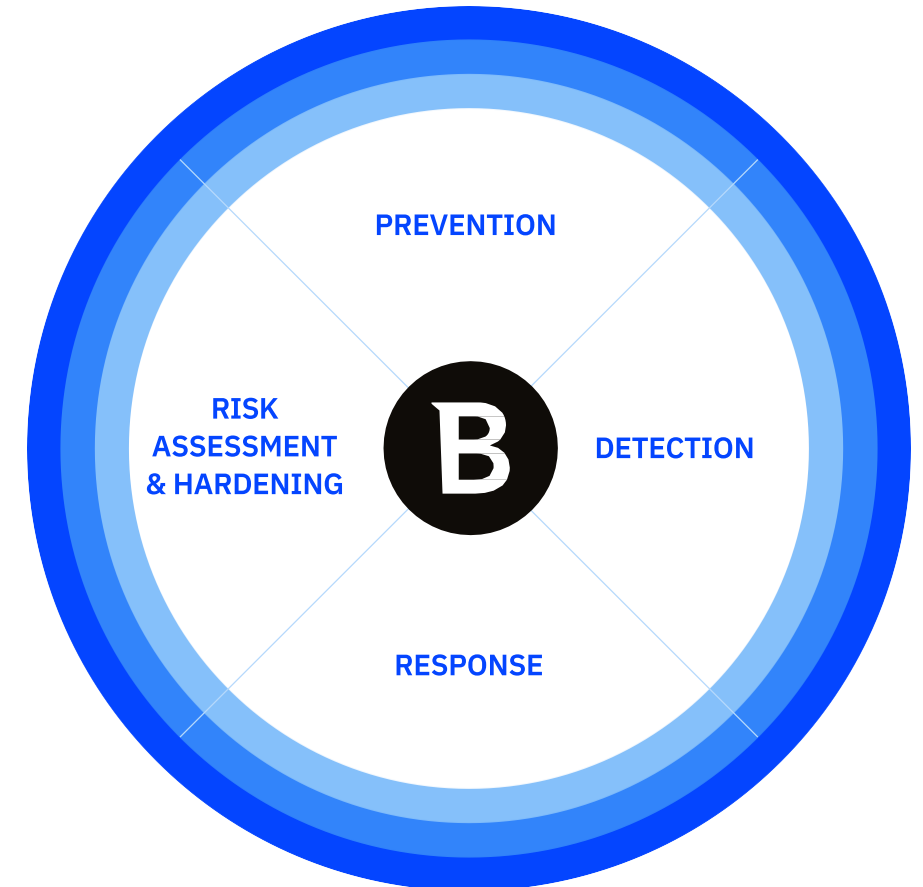 PREVENTION
RISK
ASSESSMENT
& HARDENING
B
DETECTION
RESPONSE